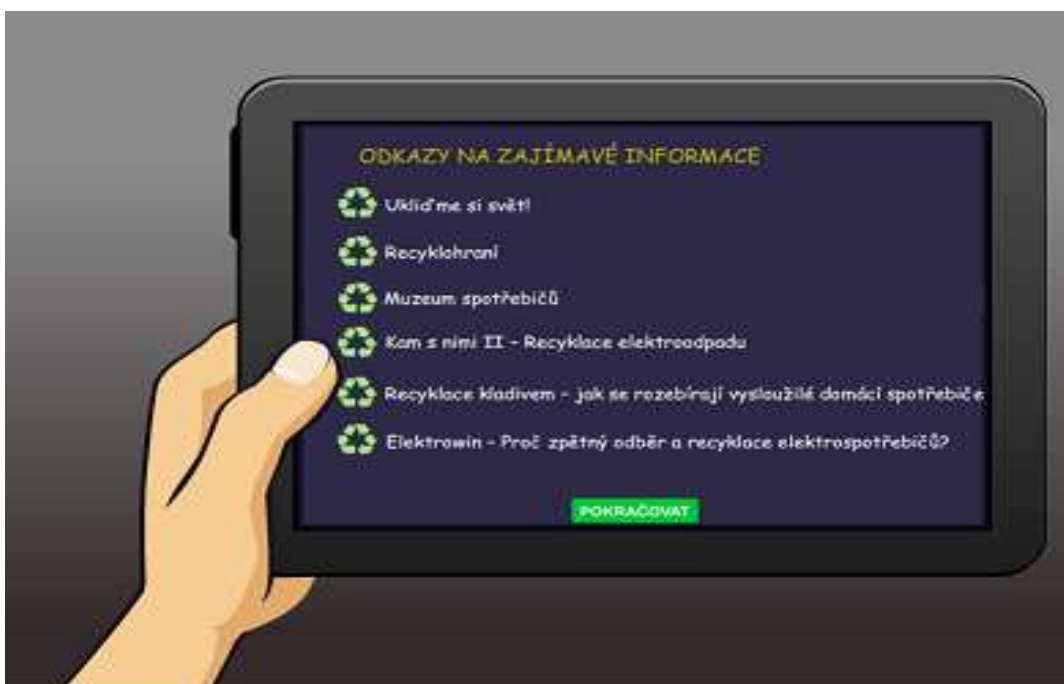 ODKAZY NA ZAJÍMAVÉ INFORMACE
Ukliďme si svět!
Recyklohraní
Muzeum spotřebičů
Kam s nimi II - Recyklace elektroodpadu
Recyklace kladivem - jak se rozebírají vysloužilé domácí spotřebiče
Elektrowin - Proč zpětný odběr a recyklace elektrospotřebičů?
POKRAČOVAT